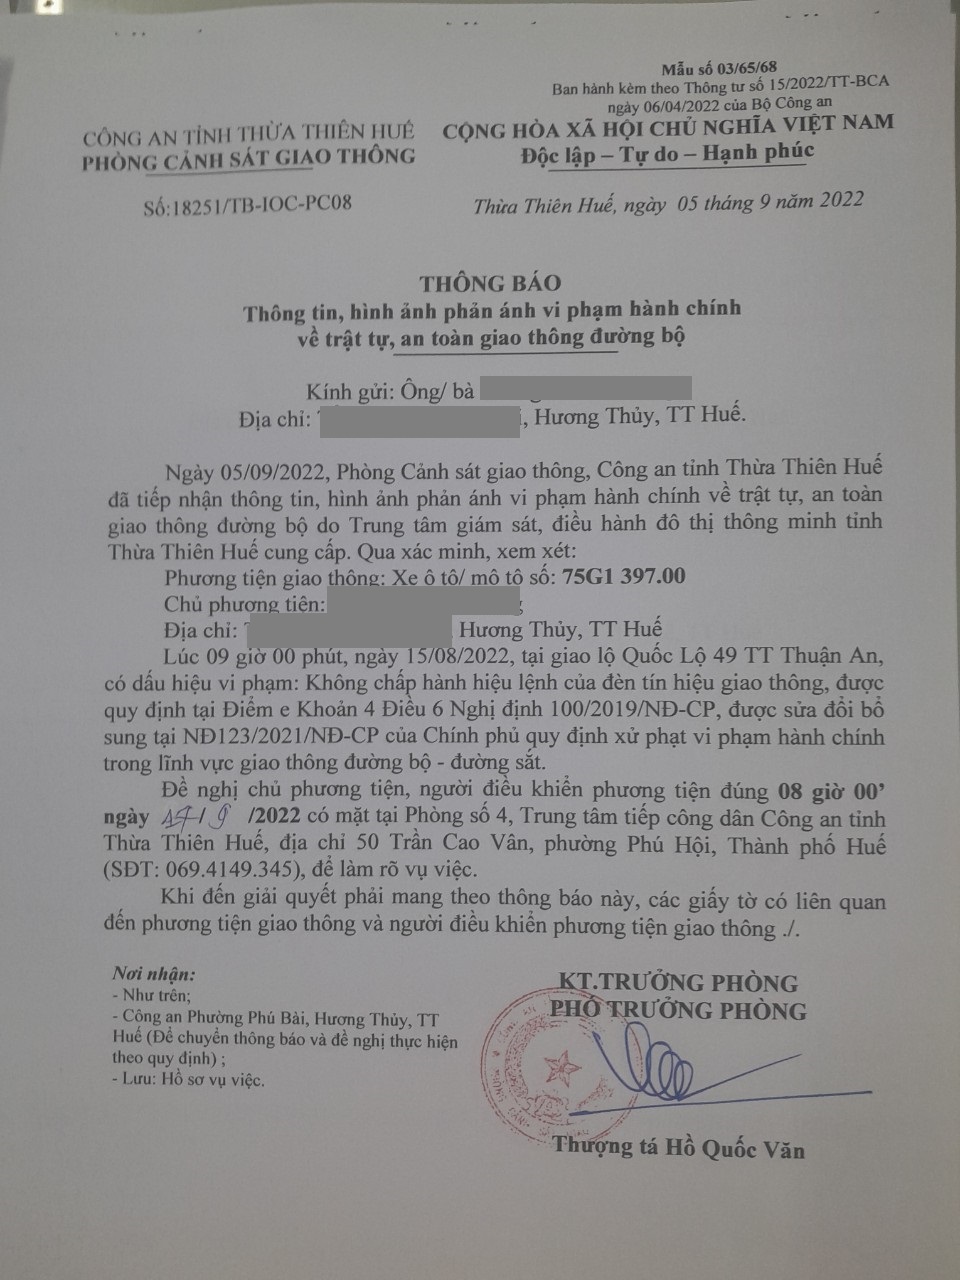 Mẫu số 03/65/68
Ban hành kèm theo Thông tư số 15/2022/TT-BCA
ngày 06/04/2022 của Bộ Công an
CÔNG AN TỈNH THỪA THIÊN HUẾ
PHÒNG CẢNH SÁT GIAO THÔNG
CỘNG HÒA XÃ HỘI CHỦ NGHĨA VIỆT NAM
Độc lập – Tự do – Hạnh phúc
Số:18251/TB-IOC-PC08
Thừa Thiên Huế, ngày 05 tháng 9 năm 2022
THÔNG BÁO
Thông tin, hình ảnh phản ánh vi phạm hành chính
về trật tự, an toàn giao thông đường bộ
Kính gửi: Ông/ bà
Địa chỉ: , Hương Thủy, TT Huế.
Ngày 05/09/2022, Phòng Cảnh sát giao thông, Công an tỉnh Thừa Thiên Huế
đã tiếp nhận thông tin, hình ảnh phản ánh vi phạm hành chính về trật tự, an toàn
giao thông đường bộ do Trung tâm giám sát, điều hành đô thị thông minh tỉnh
Thừa Thiên Huế cung cấp. Qua xác minh, xem xét:
Phương tiện giao thông: Xe ô tô/ mô tô số: 75G1 397.00
Chủ phương tiện:
Địa chỉ: Hương Thủy, TT Huế
Lúc 09 giờ 00 phút, ngày 15/08/2022, tại giao lộ Quốc Lộ 49 TT Thuận An,
có dấu hiệu vi phạm: Không chấp hành hiệu lệnh của đèn tín hiệu giao thông, được
quy định tại Điểm e Khoản 4 Điều 6 Nghị định 100/2019/NĐ-CP, được sửa đổi bổ
sung tại NĐ123/2021/NĐ-CP của Chính phủ quy định xử phạt vi phạm hành chính
trong lĩnh vực giao thông đường bộ - đường sắt.
Đề nghị chủ phương tiện, người điều khiển phương tiện đúng 08 giờ 00’
ngày /2022 có mặt tại Phòng số 4, Trung tâm tiếp công dân Công an tỉnh
Thừa Thiên Huế, địa chỉ 50 Trần Cao Vân, phường Phú Hội, Thành phố Huế
(SĐT: 069.4149.345), để làm rõ vụ việc.
Khi đến giải quyết phải mang theo thông báo này, các giấy tờ có liên quan
đến phương tiện giao thông và người điều khiển phương tiện giao thông ./.
Nơi nhận:
- Như trên;
- Công an Phường Phú Bài, Hương Thủy, TT
Huế (Để chuyển thông báo và đề nghị thực hiện
theo quy định) ;
- Lưu: Hồ sơ vụ việc.
KT.TRƯỞNG PHÒNG
PHÓ TRƯỞNG PHÒNG
Thượng tá Hồ Quốc Văn